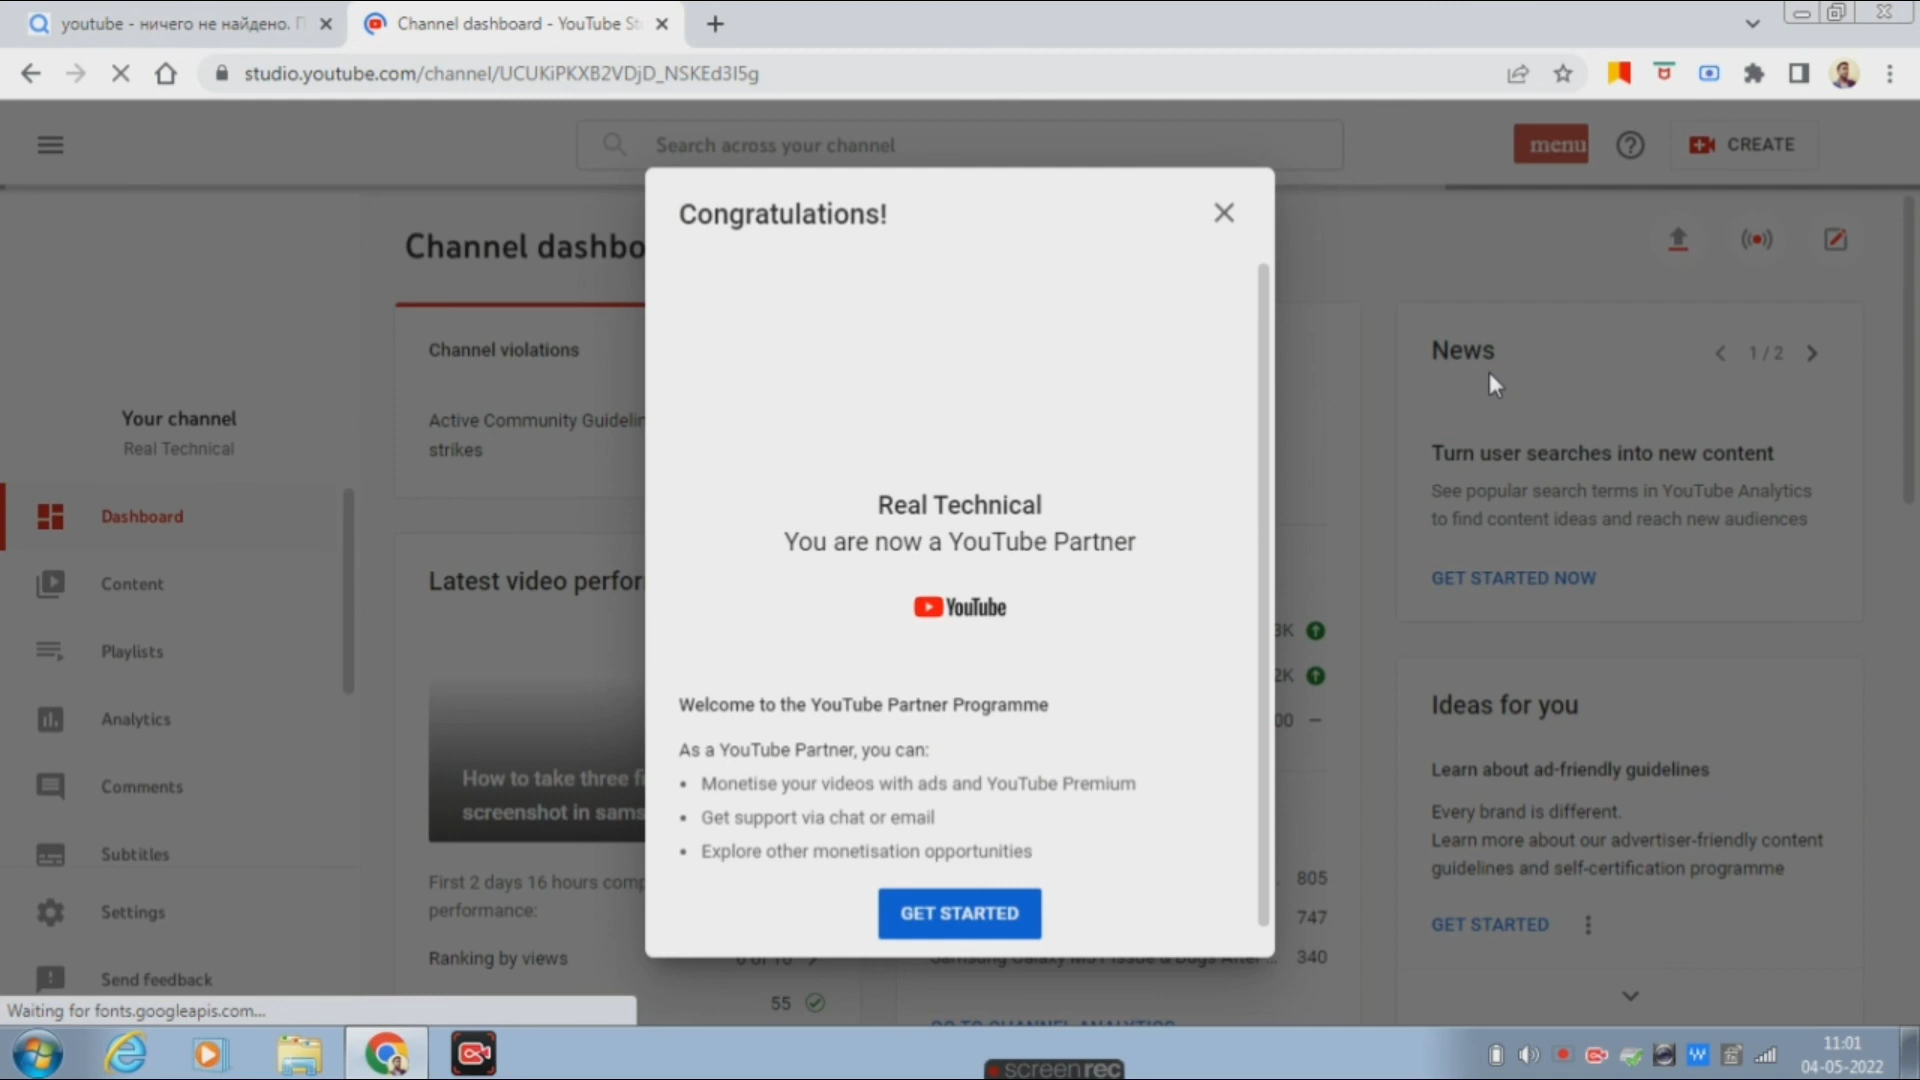 youtube - ничего не найдено. П
Channel dashboard - YouTube St
studio.youtube.com/channel/UCUKiPKXB2VDjD_NSKEd3I5g
Search across your channel
menu
CREATE
Congratulations!
Channel dashbo
Channel violations
Active Community Guidelin
strikes
News
1 / 2
Turn user searches into new content
See popular search terms in YouTube Analytics
to find content ideas and reach new audiences
GET STARTED NOW
Your channel
Real Technical
Dashboard
Content
Playlists
Analytics
Comments
Subtitles
Settings
Send feedback
Latest video perfor
How to take three fi
screenshot in sams
First 2 days 16 hours comp
performance:
Ranking by views
55
Real Technical
You are now a YouTube Partner
YouTube
Welcome to the YouTube Partner Programme
As a YouTube Partner, you can:
• Monetise your videos with ads and YouTube Premium
• Get support via chat or email
• Explore other monetisation opportunities
GET STARTED
3K
2K
00 —
805
747
340
Ideas for you
Learn about ad-friendly guidelines
Every brand is different.
Learn more about our advertiser-friendly content
guidelines and self-certification programme
GET STARTED
Waiting for fonts.googleapis.com...
screenrec
11:01
04-05-2022